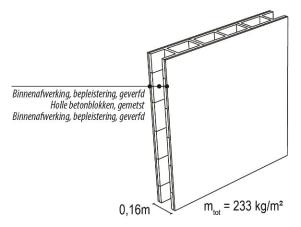 Binnenafwerking, bepleistering, geverfd
Holle betonblokken, gemetst
Binnenafwerking, bepleistering, geverfd
0,16m
m_tot = 233 kg/m²